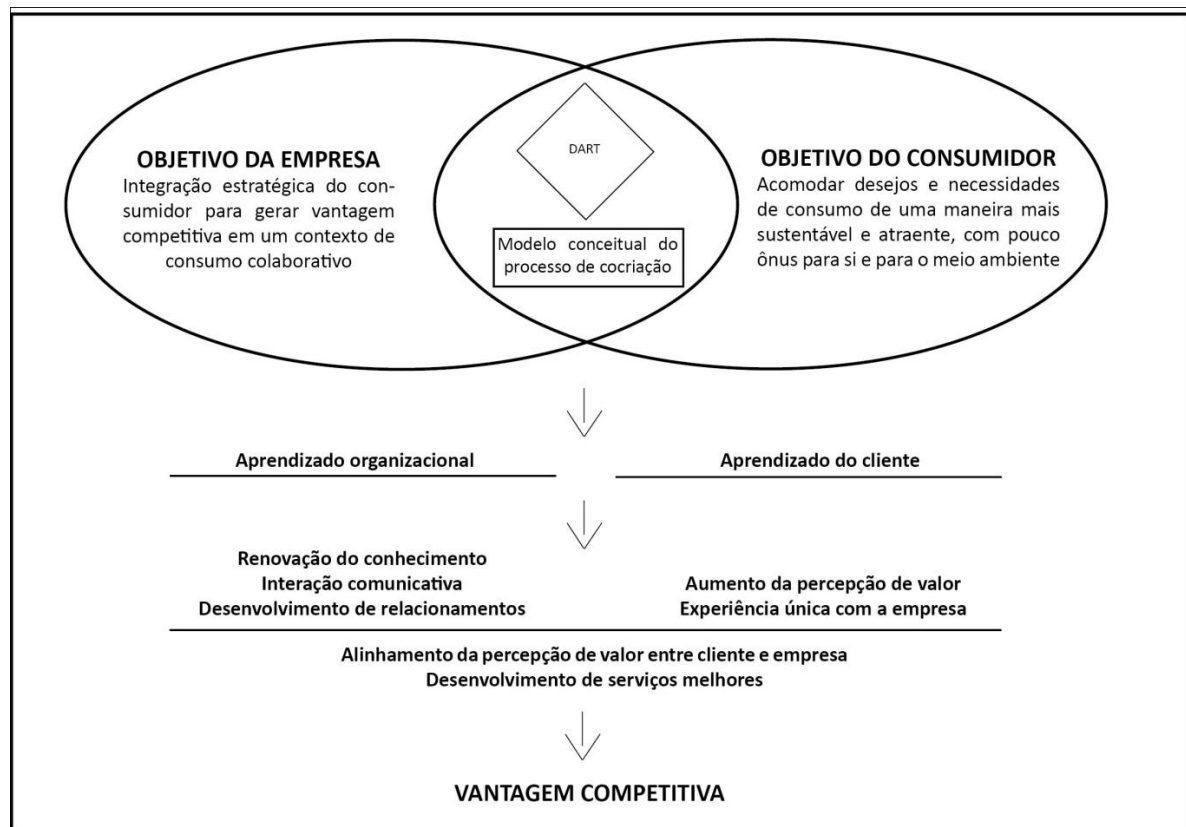 OBJETIVO DA EMPRESA
Integração estratégica do con-
sumidor para gerar vantagem
competitiva em um contexto de
consumo colaborativo
DART
Modelo conceitual do
processo de cocriação
OBJETIVO DO CONSUMIDOR
Acomodar desejos e necessidades
de consumo de uma maneira mais
sustentável e atraente, com pouco
ônus para si e para o meio ambiente
Aprendizado organizacional
Aprendizado do cliente
Renovação do conhecimento
Interação comunicativa
Desenvolvimento de relacionamentos
Aumento da percepção de valor
Experiência única com a empresa
Alinhamento da percepção de valor entre cliente e empresa
Desenvolvimento de serviços melhores
VANTAGEM COMPETITIVA